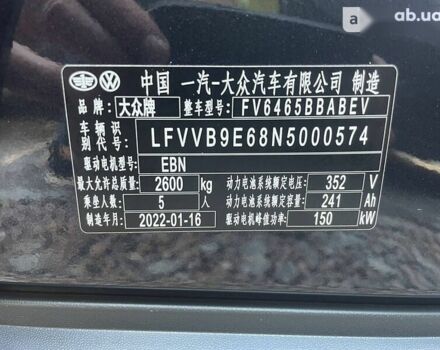 ab.ua
中国 一汽-大众汽车有限公司 制造
品牌: 大众牌 整车型号: FV6465BBABEV
车辆识别代号: LFVVB9E68N5000574
驱动电机型号: EBN
最大允许总质量: 2600 kg 动力电池系统额定电压: 352 V
乘坐人数: 5 人 动力电池系统额定容量: 241 Ah
制造年月: 2022-01-16 驱动电机峰值功率: 150 kW